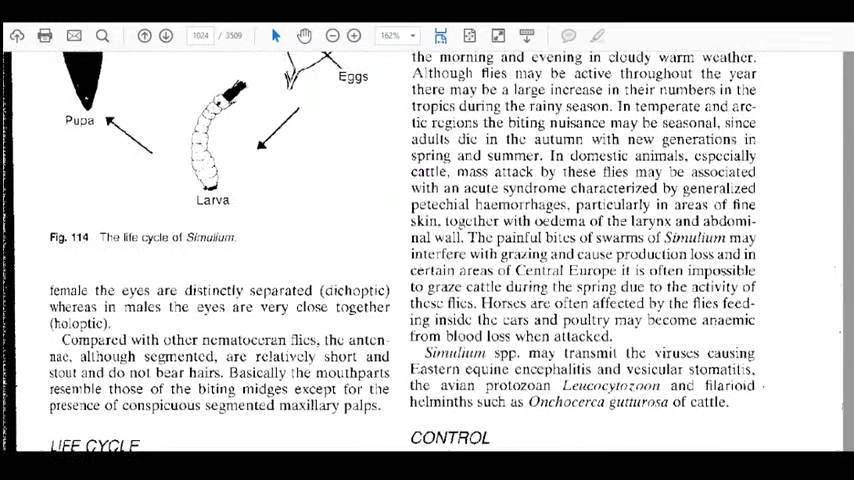 1024 / 3509
162%
Eggs
Pupa
Larva
Fig. 114 The life cycle of Simulium.
female the eyes are distinctly separated (dichoptic)
whereas in males the eyes are very close together
(holoptic).
Compared with other nematoceran flies, the anten-
nae, although segmented, are relatively short and
stout and do not bear hairs. Basically the mouthparts
resemble those of the biting midges except for the
presence of conspicuous segmented maxillary palps.
LIFE CYCLE
the morning and evening in cloudy warm weather.
Although flies may be active throughout the year
there may be a large increase in their numbers in the
tropics during the rainy season. In temperate and arc-
tic regions the biting nuisance may be seasonal, since
adults die in the autumn with new generations in
spring and summer. In domestic animals, especially
cattle, mass attack by these flies may be associated
with an acute syndrome characterized by generalized
petechial haemorrhages, particularly in areas of fine
skin, together with oedema of the larynx and abdomi-
nal wall. The painful bites of swarms of Simulium may
interfere with grazing and cause production loss and in
certain areas of Central Europe it is often impossible
to graze cattle during the spring due to the activity of
these flies. Horses are often affected by the flies feed-
ing inside the ears and poultry may become anaemic
from blood loss when attacked.
Simulium spp. may transmit the viruses causing
Eastern equine encephalitis and vesicular stomatitis,
the avian protozoan Leucocytozoon and filarioid
helminths such as Onchocerca gutturosa of cattle.
CONTROL